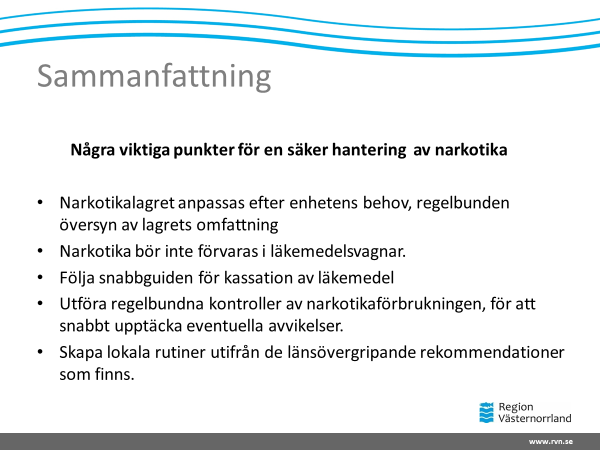 Sammanfattning
Några viktiga punkter för en säker hantering av narkotika
• Narkotikalagret anpassas efter enhetens behov, regelbunden
översyn av lagrets omfattning
• Narkotika bör inte förvaras i läkemedelsvagnar.
• Följa snabbguiden för kassation av läkemedel
• Utföra regelbundna kontroller av narkotikaförbrukningen, för att
snabbt upptäcka eventuella avvikelser.
• Skapa lokala rutiner utifrån de länsövergripande rekommendationer
som finns.
Region
Västernorrland
www.rvn.se